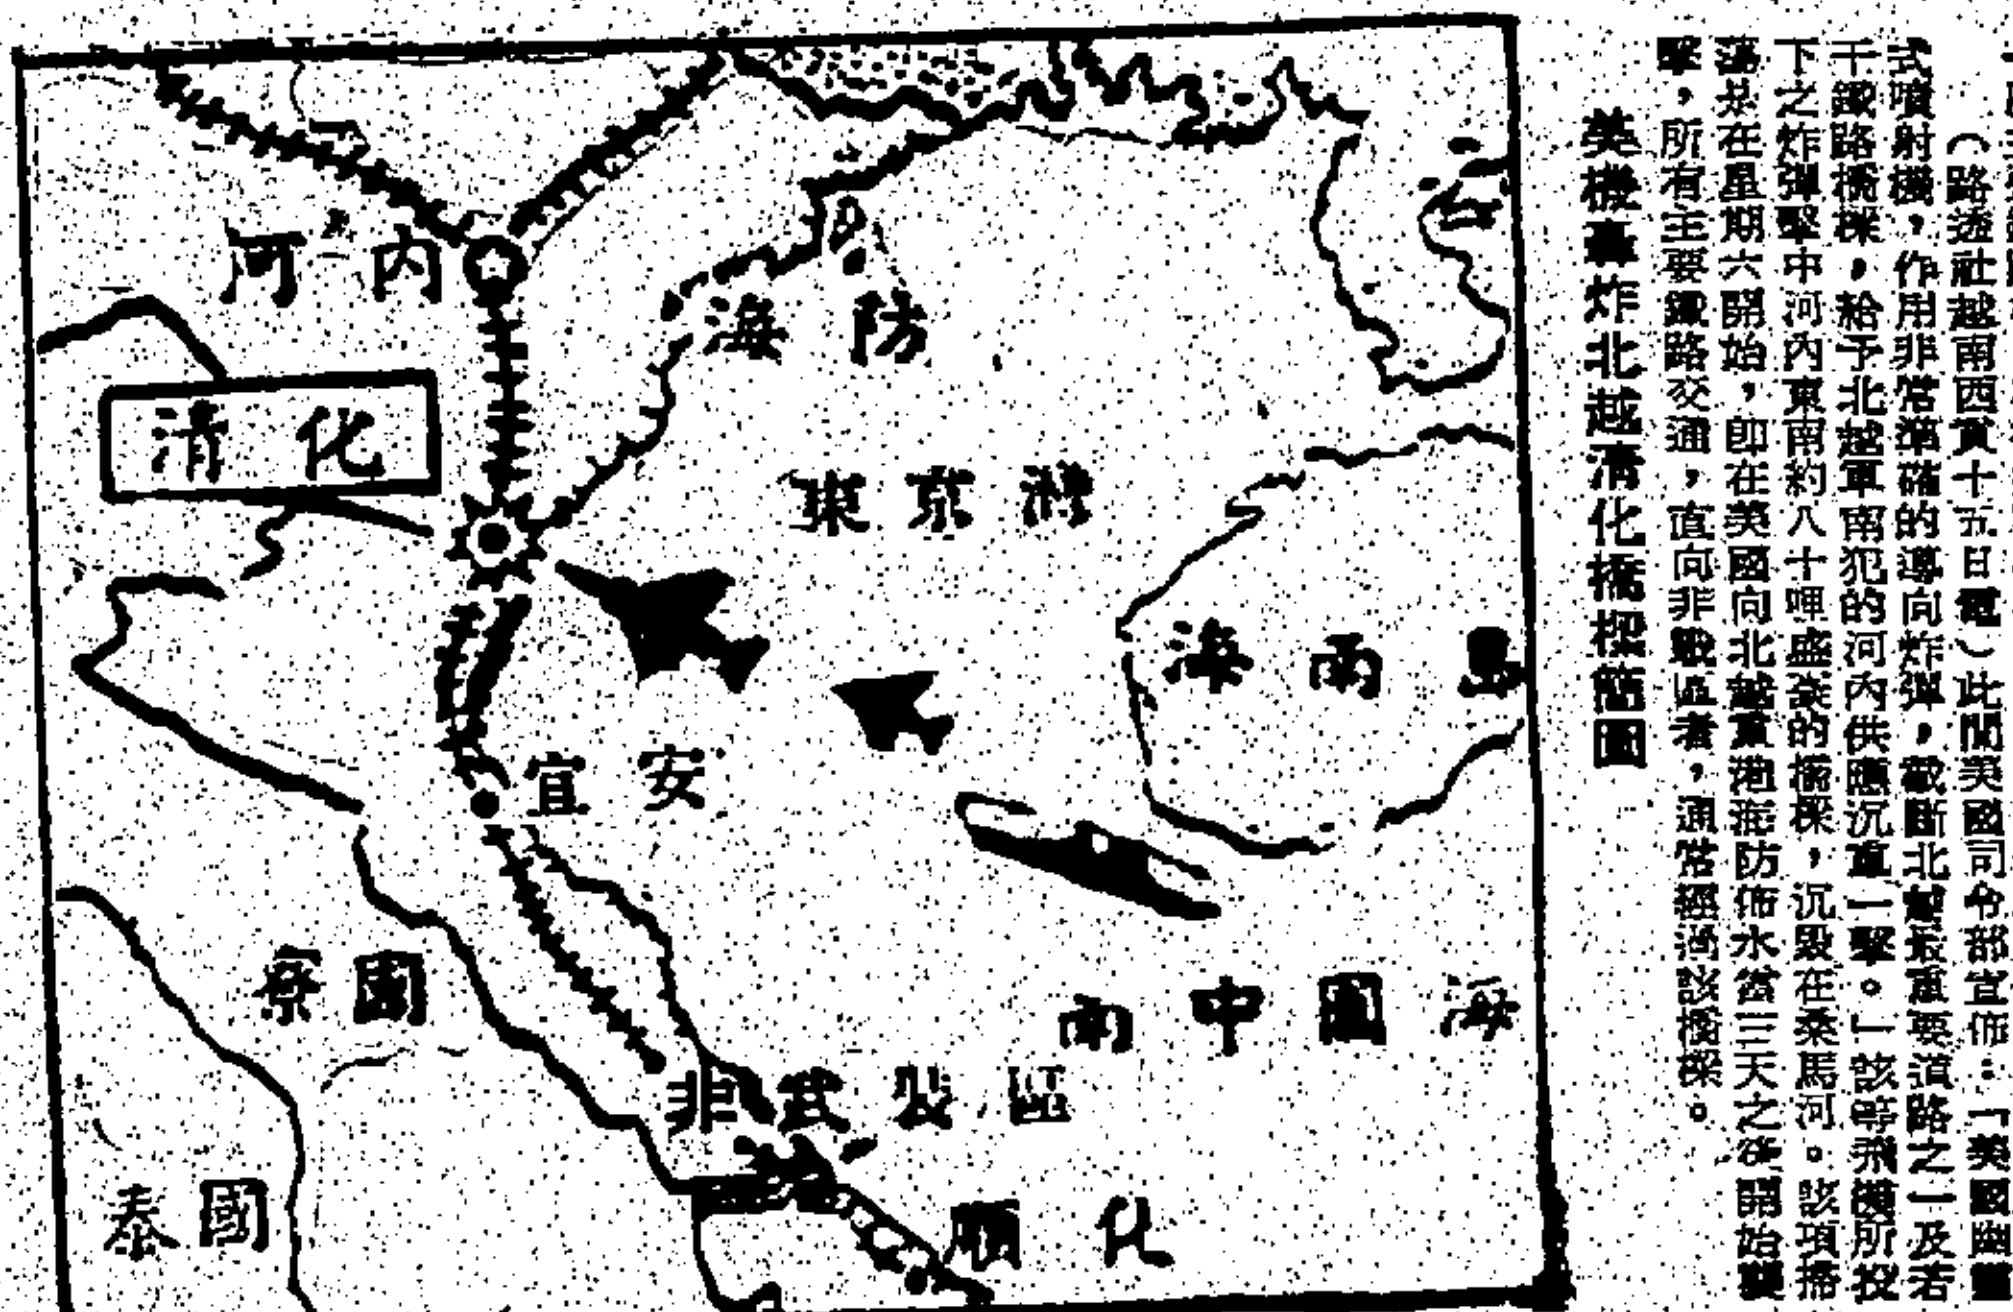 （路透社越南西貢十五日電）此間美國司令部宣佈：「美國幽靈
式噴射機，作用非常準確的導向炸彈，截斷北越最重要道路之一及若
干鐵路橋樑，給予北越軍南犯的河內供應沉重一擊。」該等飛機所投
下之炸彈擊中河內東南約八十哩盛桑的橋樑，沉毀在桑馬河。該項掃
蕩是在星期六開始，即在美國向北越重港海防佈水雷三天之後開始襲
擊，所有主要鐵路交通，直向非戰區者，通常經過該橋樑。
美機轟炸北越清化橋樑簡圖
河內
海防
清化
東京灣
海南島
宜安
寮國
南中國海
非武裝區
泰國
順化